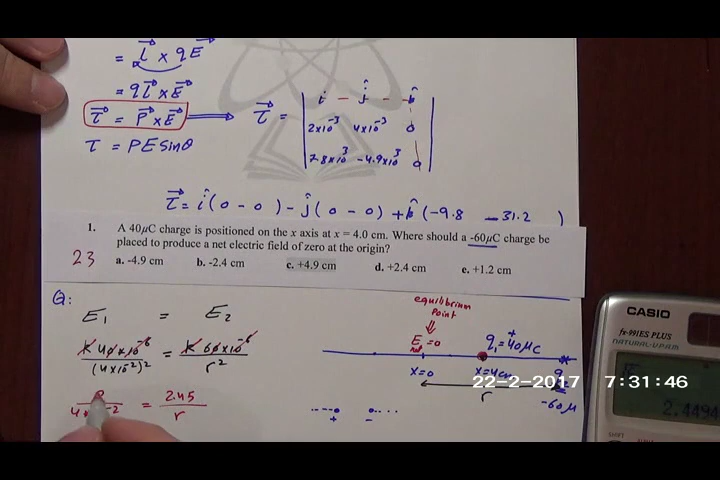 = L⃗ × qE⃗
= qL⃗ × E⃗
τ⃗ = P⃗ × E⃗ ⟹ τ⃗ =
i j k̂
2×10⁻³ 4×10⁻³ 0
7.8×10³ -4.9×10³ 0
τ = PE Sinθ
τ⃗ = î(0 - 0) - ĵ(0 - 0) + k̂(-9.8 - 31.2 )
1. A 40μC charge is positioned on the x axis at x = 4.0 cm. Where should a -60μC charge be
placed to produce a net electric field of zero at the origin?
23 a. -4.9 cm b. -2.4 cm c. +4.9 cm d. +2.4 cm e. +1.2 cm
Q:
E₁ = E₂
K 40×10⁻⁶ / (4×10⁻²)² = K 60×10⁻⁶ / r²
2.45 / r
equilibrium
Point
E =0
q₁=+40μC
x=0 x=4cm
r
-60μ
+ -
22-2-2017 7:31:46
CASIO
fx-991ES PLUS
NATURAL-V.P.A.M.
2.4494
SHIFT